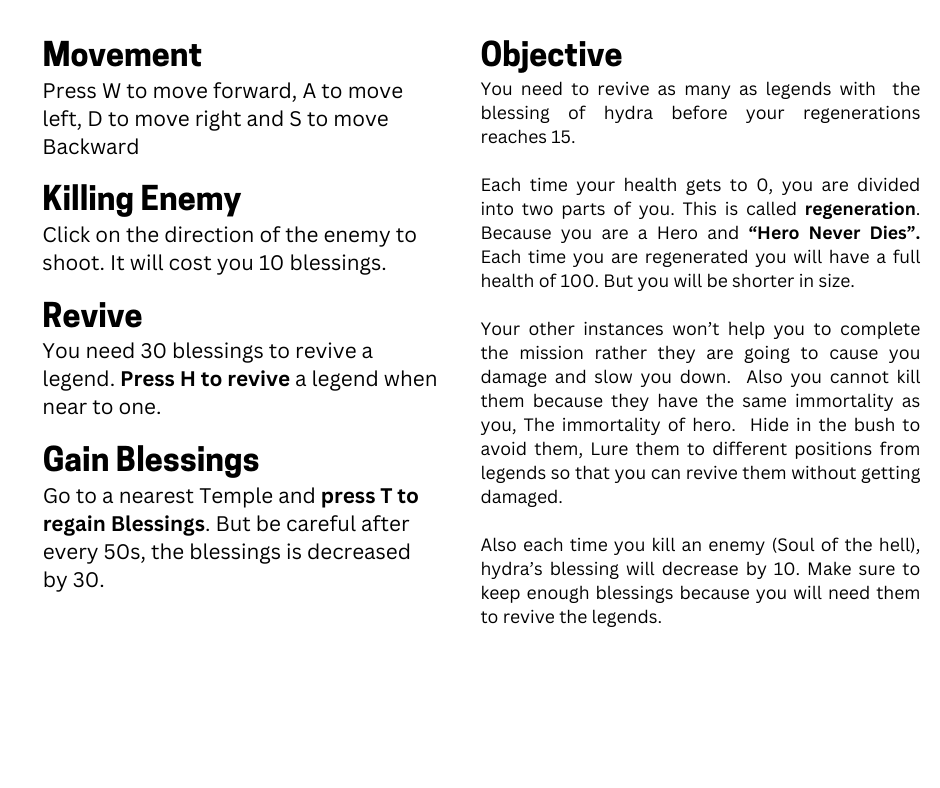 Movement
Press W to move forward, A to move
left, D to move right and S to move
Backward
Killing Enemy
Click on the direction of the enemy to
shoot. It will cost you 10 blessings.
Revive
You need 30 blessings to revive a
legend. Press H to revive a legend when
near to one.
Gain Blessings
Go to a nearest Temple and press T to
regain Blessings. But be careful after
every 50s, the blessings is decreased
by 30.
Objective
You need to revive as many as legends with the
blessing of hydra before your regenerations
reaches 15.
Each time your health gets to 0, you are divided
into two parts of you. This is called regeneration.
Because you are a Hero and “Hero Never Dies”.
Each time you are regenerated you will have a full
health of 100. But you will be shorter in size.
Your other instances won’t help you to complete
the mission rather they are going to cause you
damage and slow you down. Also you cannot kill
them because they have the same immortality as
you, The immortality of hero. Hide in the bush to
avoid them, Lure them to different positions from
legends so that you can revive them without getting
damaged.
Also each time you kill an enemy (Soul of the hell),
hydra’s blessing will decrease by 10. Make sure to
keep enough blessings because you will need them
to revive the legends.